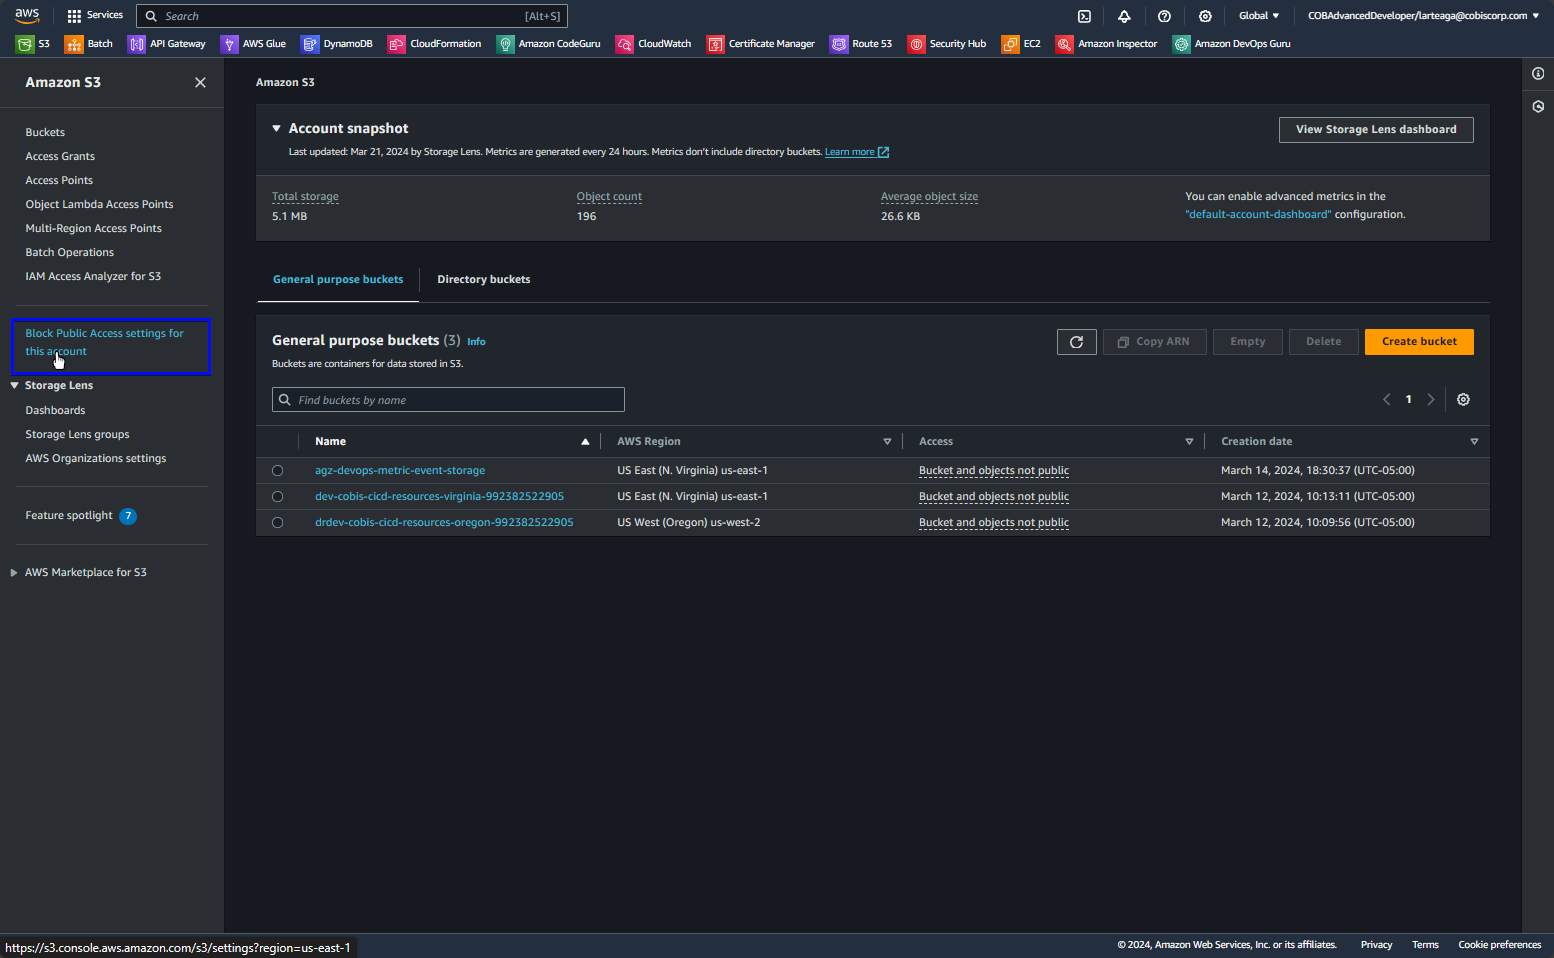 aws Services Search [Alt+S] Global COBAdvancedDeveloper/larteaga@cobiscorp.com
S3 Batch API Gateway AWS Glue DynamoDB CloudFormation Amazon CodeGuru CloudWatch Certificate Manager Route 53 Security Hub EC2 Amazon Inspector Amazon DevOps Guru
Amazon S3
Buckets
Access Grants
Access Points
Object Lambda Access Points
Multi-Region Access Points
Batch Operations
IAM Access Analyzer for S3
Block Public Access settings for
this account
Storage Lens
Dashboards
Storage Lens groups
AWS Organizations settings
Feature spotlight 7
AWS Marketplace for S3
Amazon S3
Account snapshot
View Storage Lens dashboard
Last updated: Mar 21, 2024 by Storage Lens. Metrics are generated every 24 hours. Metrics don't include directory buckets. Learn more
Total storage Object count Average object size You can enable advanced metrics in the
5.1 MB 196 26.6 KB "default-account-dashboard" configuration.
General purpose buckets Directory buckets
General purpose buckets (3) Info
Copy ARN Empty Delete Create bucket
Buckets are containers for data stored in S3.
Find buckets by name
1
Name AWS Region Access Creation date
agz-devops-metric-event-storage US East (N. Virginia) us-east-1 Bucket and objects not public March 14, 2024, 18:30:37 (UTC-05:00)
dev-cobis-cicd-resources-virginia-992382522905 US East (N. Virginia) us-east-1 Bucket and objects not public March 12, 2024, 10:13:11 (UTC-05:00)
drdev-cobis-cicd-resources-oregon-992382522905 US West (Oregon) us-west-2 Bucket and objects not public March 12, 2024, 10:09:56 (UTC-05:00)
https://s3.console.aws.amazon.com/s3/settings?region=us-east-1
© 2024, Amazon Web Services, Inc. or its affiliates. Privacy Terms Cookie preferences